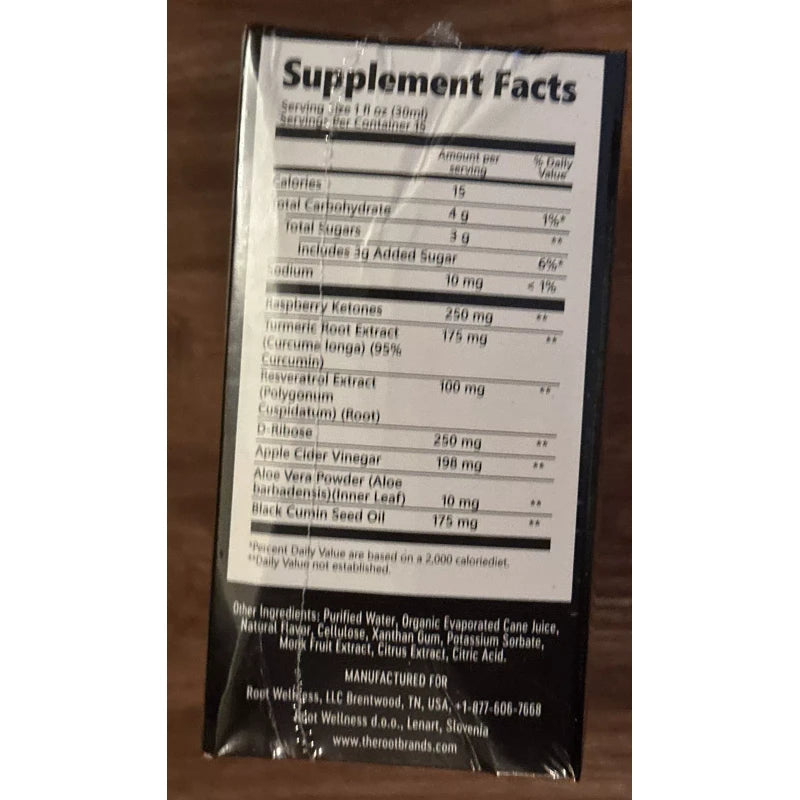 Supplement Facts
Serving Size 1 fl oz (30ml)
Servings Per Container 15
Amount per serving % Daily Value
Calories 15
otal Carbohydrate 4 g 1%*
Total Sugars 3 g **
Includes 3g Added Sugar 6%*
Sodium 10 mg < 1%
Raspberry Ketones 250 mg **
Turmeric Root Extract 175 mg **
(Curcuma longa) (95%
Curcumin)
Resveratrol Extract 100 mg **
(Polygonum
Cuspidatum) (Root)
D-Ribose 250 mg **
Apple Cider Vinegar 198 mg **
Aloe Vera Powder (Aloe
barbadensis)(Inner Leaf) 10 mg **
Black Cumin Seed Oil 175 mg **
*Percent Daily Value are based on a 2,000 caloriediet.
**Daily Value not established.
Other Ingredients: Purified Water, Organic Evaporated Cane Juice,
Natural Flavor, Cellulose, Xanthan Gum, Potassium Sorbate,
Monk Fruit Extract, Citrus Extract, Citric Acid.
MANUFACTURED FOR
Root Wellness, LLC Brentwood, TN, USA, +1-877-606-7668
Root Wellness d.o.o., Lenart, Slovenia
www.therootbrands.com